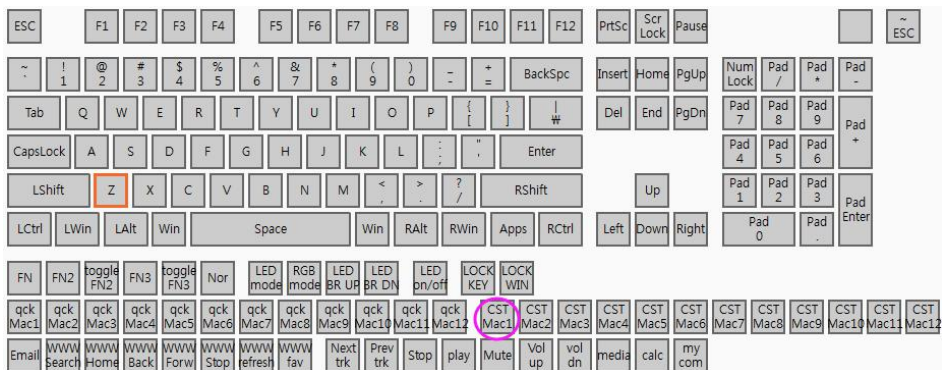 ESC F1 F2 F3 F4 F5 F6 F7 F8 F9 F10 F11 F12 PrtSc Scr Lock Pause ~ ESC
~ ` ! 1 @ 2 # 3 $ 4 % 5 ^ 6 & 7 * 8 ( 9 ) 0 _ - + = BackSpc Insert Home PgUp Num Lock Pad / Pad * Pad -
Tab Q W E R T Y U I O P { [ } ] | ₩ Del End PgDn Pad 7 Pad 8 Pad 9 Pad +
CapsLock A S D F G H J K L : ; " ' Enter Pad 4 Pad 5 Pad 6
LShift Z X C V B N M < , > . ? / RShift Up Pad 1 Pad 2 Pad 3 Pad Enter
LCtrl LWin LAlt Win Space Win RAlt RWin Apps RCtrl Left Down Right Pad 0 Pad .
FN FN2 toggle FN2 FN3 toggle FN3 Nor LED mode RGB mode LED BR UP LED BR DN LED on/off LOCK KEY LOCK WIN
qck Mac1 qck Mac2 qck Mac3 qck Mac4 qck Mac5 qck Mac6 qck Mac7 qck Mac8 qck Mac9 qck Mac10 qck Mac11 qck Mac12 CST Mac1 CST Mac2 CST Mac3 CST Mac4 CST Mac5 CST Mac6 CST Mac7 CST Mac8 CST Mac9 CST Mac10 CST Mac11 CST Mac12
Email WWW Search WWW Home WWW Back WWW Forw WWW Stop WWW refresh WWW fav Next trk Prev trk Stop play Mute Vol up vol dn media calc my com